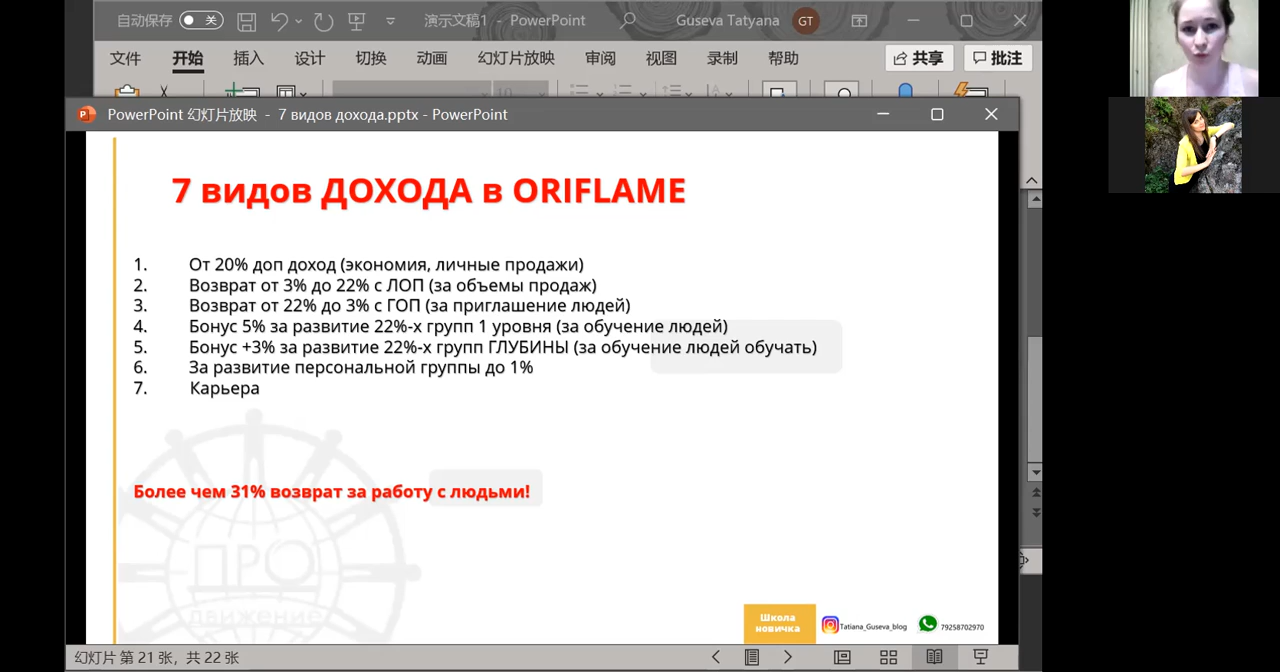 自动保存 关 演示文稿1 - PowerPoint Guseva Tatyana GT
文件 开始 插入 设计 切换 动画 幻灯片放映 审阅 视图 录制 帮助 共享 批注
PowerPoint 幻灯片放映 - 7 видов дохода.pptx - PowerPoint
7 видов ДОХОДА в ORIFLAME
1. От 20% доп доход (экономия, личные продажи)
2. Возврат от 3% до 22% с ЛОП (за объемы продаж)
3. Возврат от 22% до 3% с ГОП (за приглашение людей)
4. Бонус 5% за развитие 22%-х групп 1 уровня (за обучение людей)
5. Бонус +3% за развитие 22%-х групп ГЛУБИНЫ (за обучение людей обучать)
6. За развитие персональной группы до 1%
7. Карьера
Более чем 31% возврат за работу с людьми!
ПРО
движение
Школа
новичка
Tatiana_Guseva_blog
79258702970
幻灯片 第 21 张，共 22 张